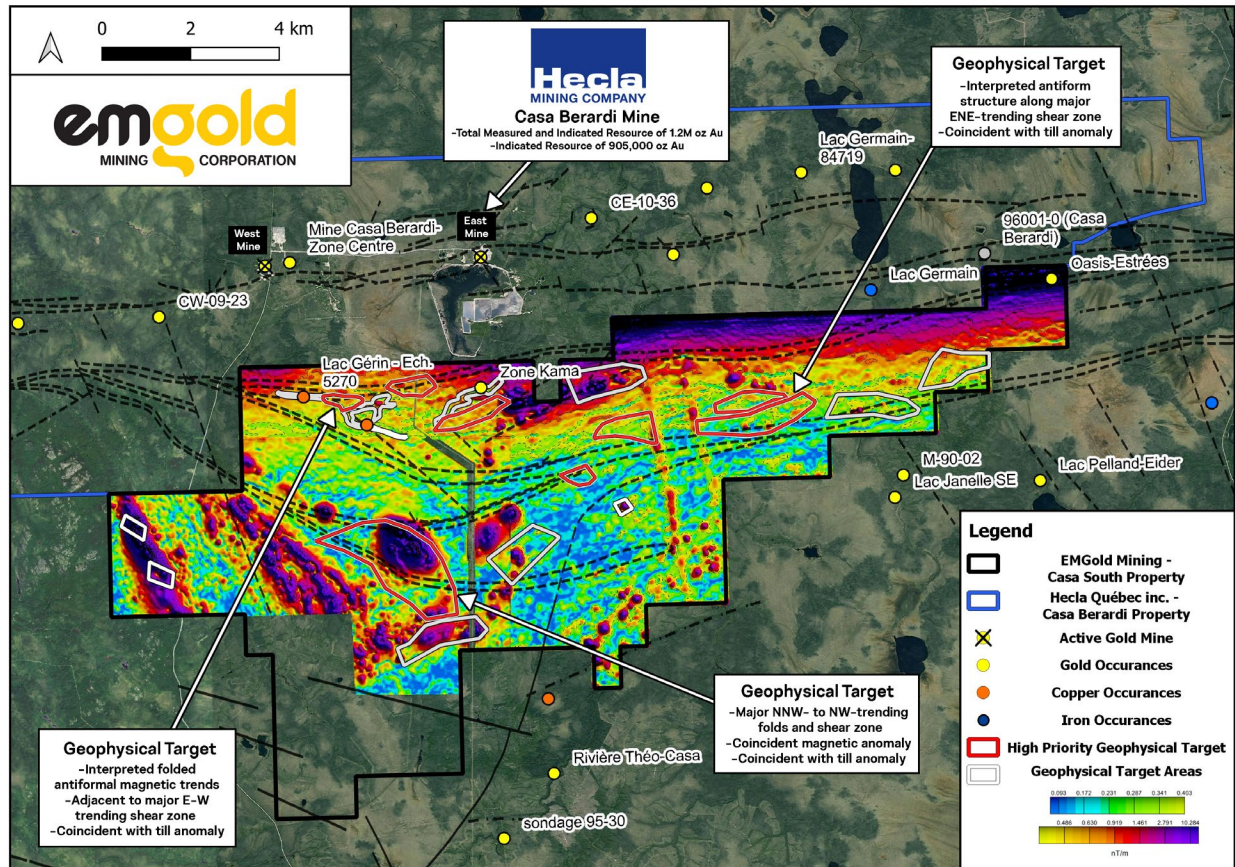 0 2 4 km
emgold
MINING CORPORATION
Hecla
MINING COMPANY
Casa Berardi Mine
-Total Measured and Indicated Resource of 1.2M oz Au
-Indicated Resource of 905,000 oz Au
Geophysical Target
-Interpreted antiform
structure along major
ENE-trending shear zone
-Coincident with till anomaly
Lac Germain-
84719
CE-10-36
West
Mine
Mine Casa Berardi-
Zone Centre
East
Mine
96001-0 (Casa
Berardi)
Lac Germain
Oasis-Estrées
CW-09-23
Lac Gérin - Ech.
5270
Zone Kama
M-90-02
Lac Janelle SE
Lac Pelland-Eider
Geophysical Target
-Interpreted folded
antiformal magnetic trends
-Adjacent to major E-W
trending shear zone
-Coincident with till anomaly
Geophysical Target
-Major NNW- to NW-trending
folds and shear zone
-Coincident magnetic anomaly
-Coincident with till anomaly
Rivière Théo-Casa
sondage 95-30
Legend
EMGold Mining -
Casa South Property
Hecla Québec inc. -
Casa Berardi Property
Active Gold Mine
Gold Occurances
Copper Occurances
Iron Occurances
High Priority Geophysical Target
Geophysical Target Areas
0.093 0.172 0.231 0.287 0.341 0.403
0.486 0.630 0.919 1.461 2.791 10.284
nT/m